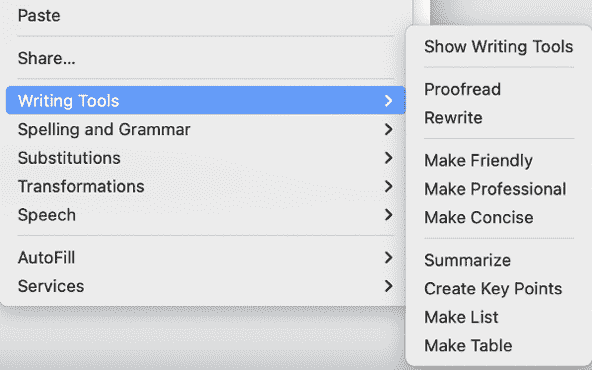 Paste
Share...
Writing Tools
Spelling and Grammar
Substitutions
Transformations
Speech
AutoFill
Services
Show Writing Tools
Proofread
Rewrite
Make Friendly
Make Professional
Make Concise
Summarize
Create Key Points
Make List
Make Table